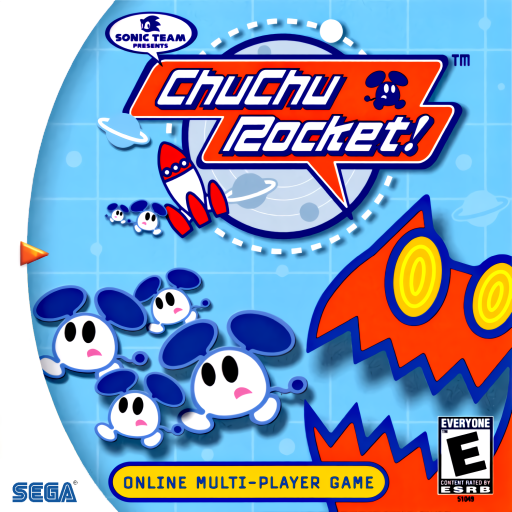 SONIC TEAM
PRESENTS
ChuChu
Rocket!
TM
ONLINE MULTI-PLAYER GAME
SEGA
EVERYONE
E
CONTENT RATED BY
ESRB